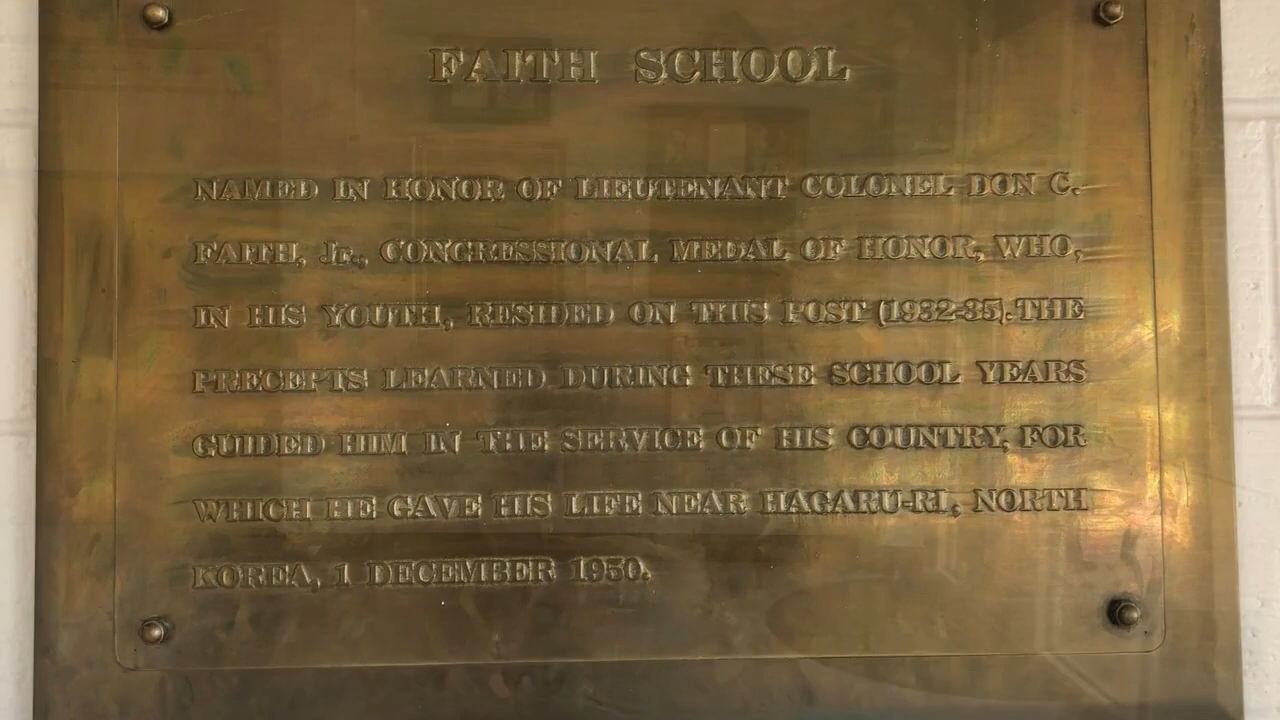 FAITH SCHOOL
NAMED IN HONOR OF LIEUTENANT COLONEL DON C.
FAITH, Jr., CONGRESSIONAL MEDAL OF HONOR, WHO,
IN HIS YOUTH, RESIDED ON THIS POST (1932-35). THE
PRECEPTS LEARNED DURING THESE SCHOOL YEARS
GUIDED HIM IN THE SERVICE OF HIS COUNTRY, FOR
WHICH HE GAVE HIS LIFE NEAR HAGARU-RI, NORTH
KOREA, 1 DECEMBER 1950.